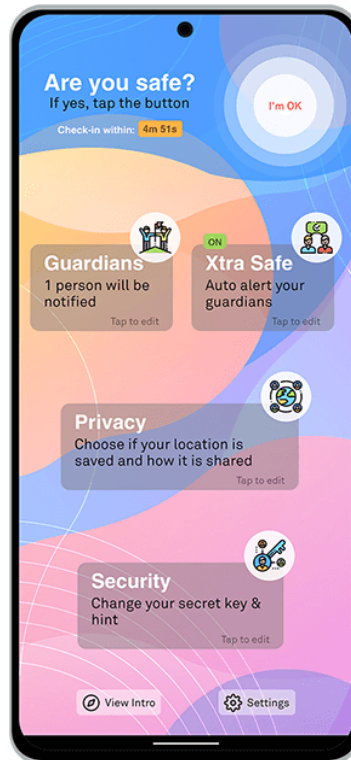 Are you safe?
If yes, tap the button
I'm OK
Check-in within: 4m 51s
Guardians
1 person will be
notified
Tap to edit
ON
Xtra Safe
Auto alert your
guardians
Tap to edit
Privacy
Choose if your location is
saved and how it is shared
Tap to edit
Security
Change your secret key &
hint
Tap to edit
View Intro
Settings